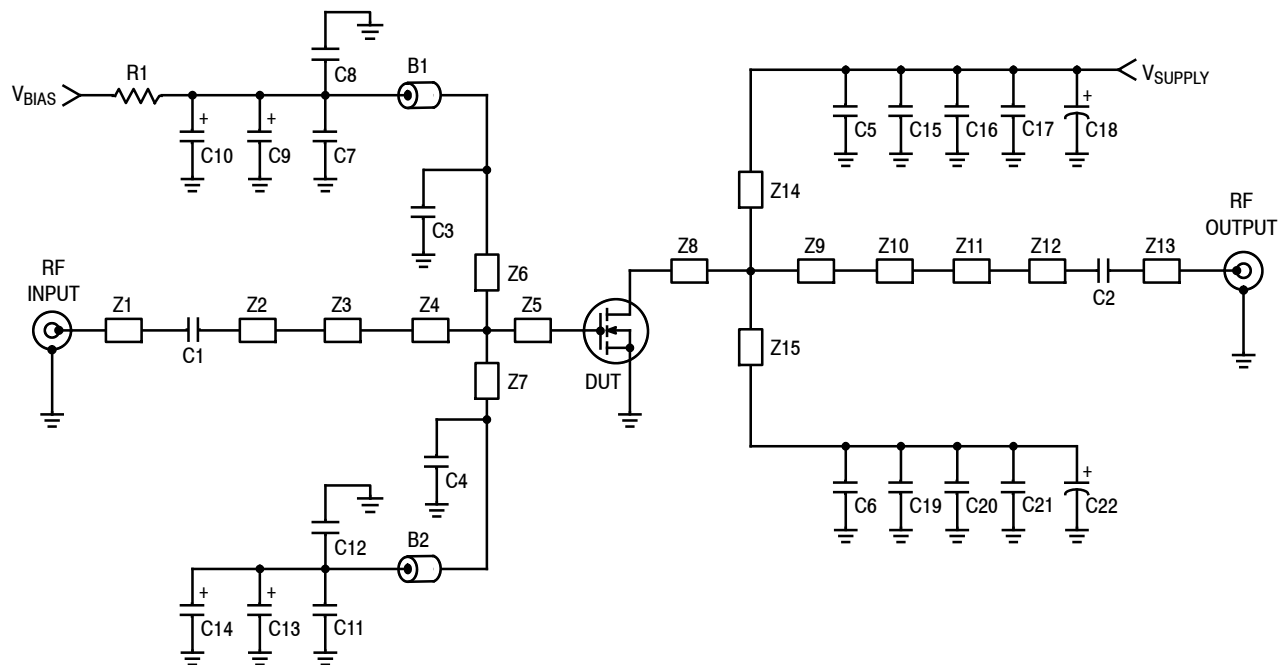 C8
B1
R1
V_BIAS
+
C10
+
C9
C7
C3
Z6
RF
INPUT
Z1
C1
Z2
Z3
Z4
Z5
DUT
Z7
C4
C12
B2
+
C14
+
C13
C11
V_SUPPLY
C5
C15
C16
C17
+
C18
Z14
Z8
Z9
Z10
Z11
Z12
C2
Z13
RF
OUTPUT
Z15
C6
C19
C20
C21
+
C22